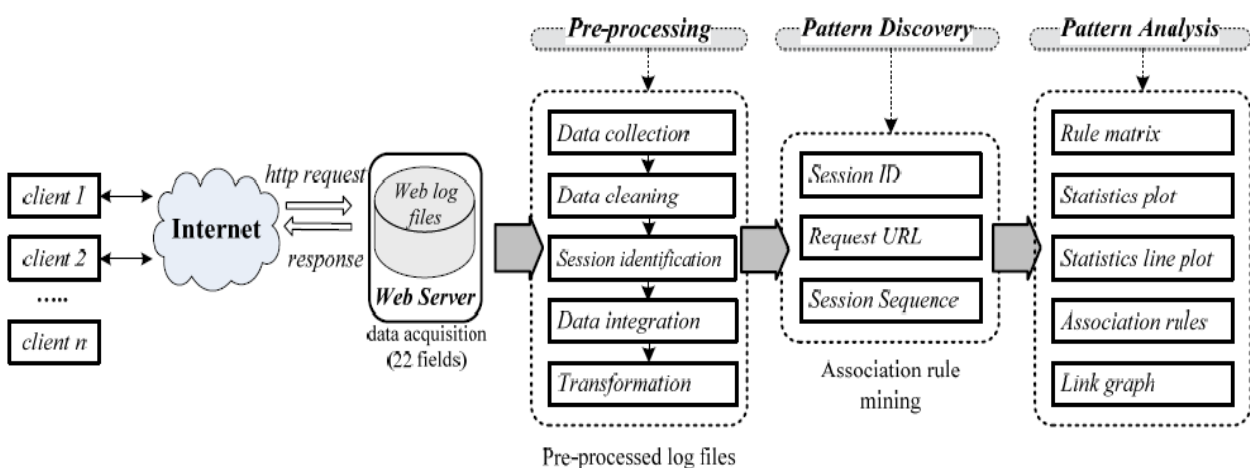 Pre-processing
Pattern Discovery
Pattern Analysis
client 1
client 2
.....
client n
Internet
http request
response
Web log
files
Web Server
data acquisition
(22 fields)
Data collection
Data cleaning
Session identification
Data integration
Transformation
Pre-processed log files
Session ID
Request URL
Session Sequence
Association rule
mining
Rule matrix
Statistics plot
Statistics line plot
Association rules
Link graph